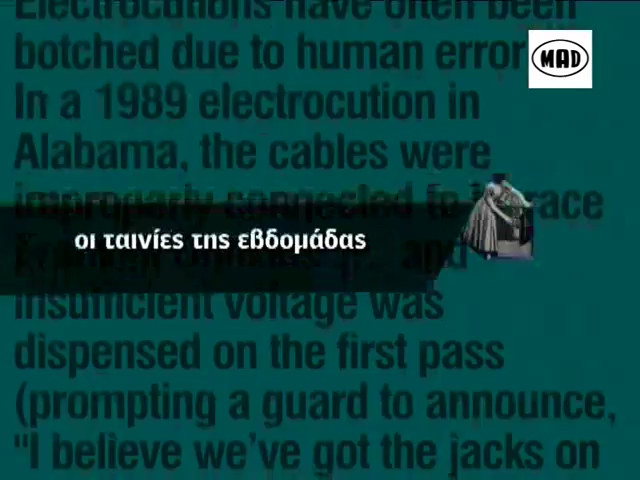 Electrocutions have often been
botched due to human error
MAD
In a 1989 electrocution in
Alabama, the cables were
improperly connected to race
οι ταινίες της εβδομάδας
and
insufficient voltage was
dispensed on the first pass
(prompting a guard to announce,
"I believe we've got the jacks on